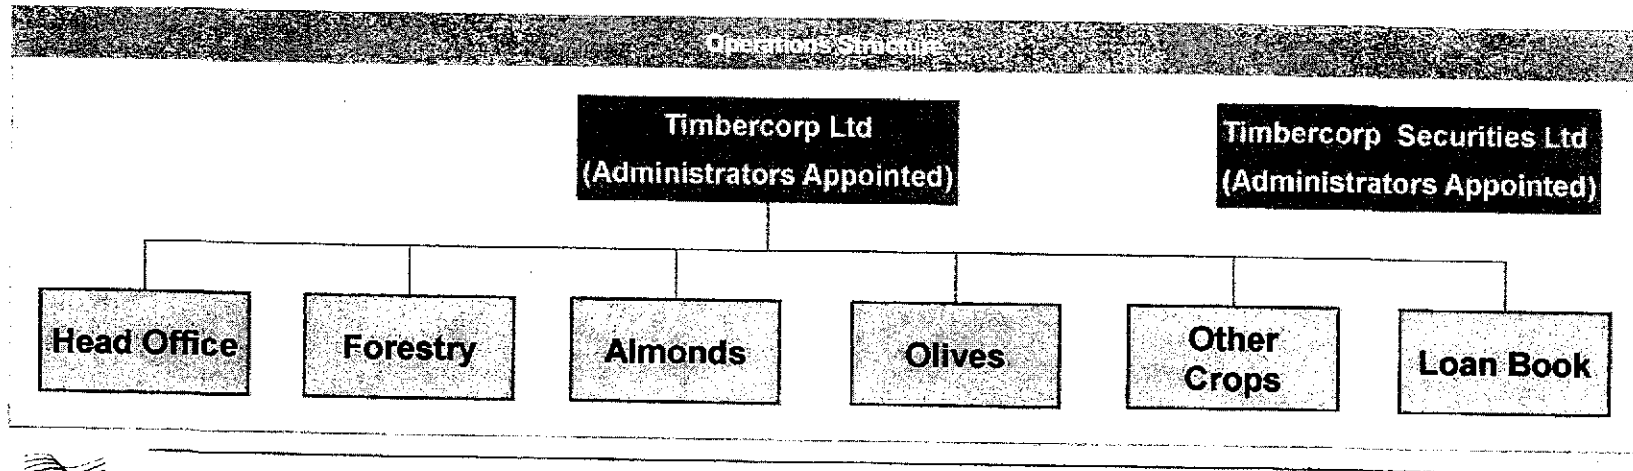 Operations Structure
Timbercorp Ltd
(Administrators Appointed)
Timbercorp Securities Ltd
(Administrators Appointed)
Head Office
Forestry
Almonds
Olives
Other
Crops
Loan Book